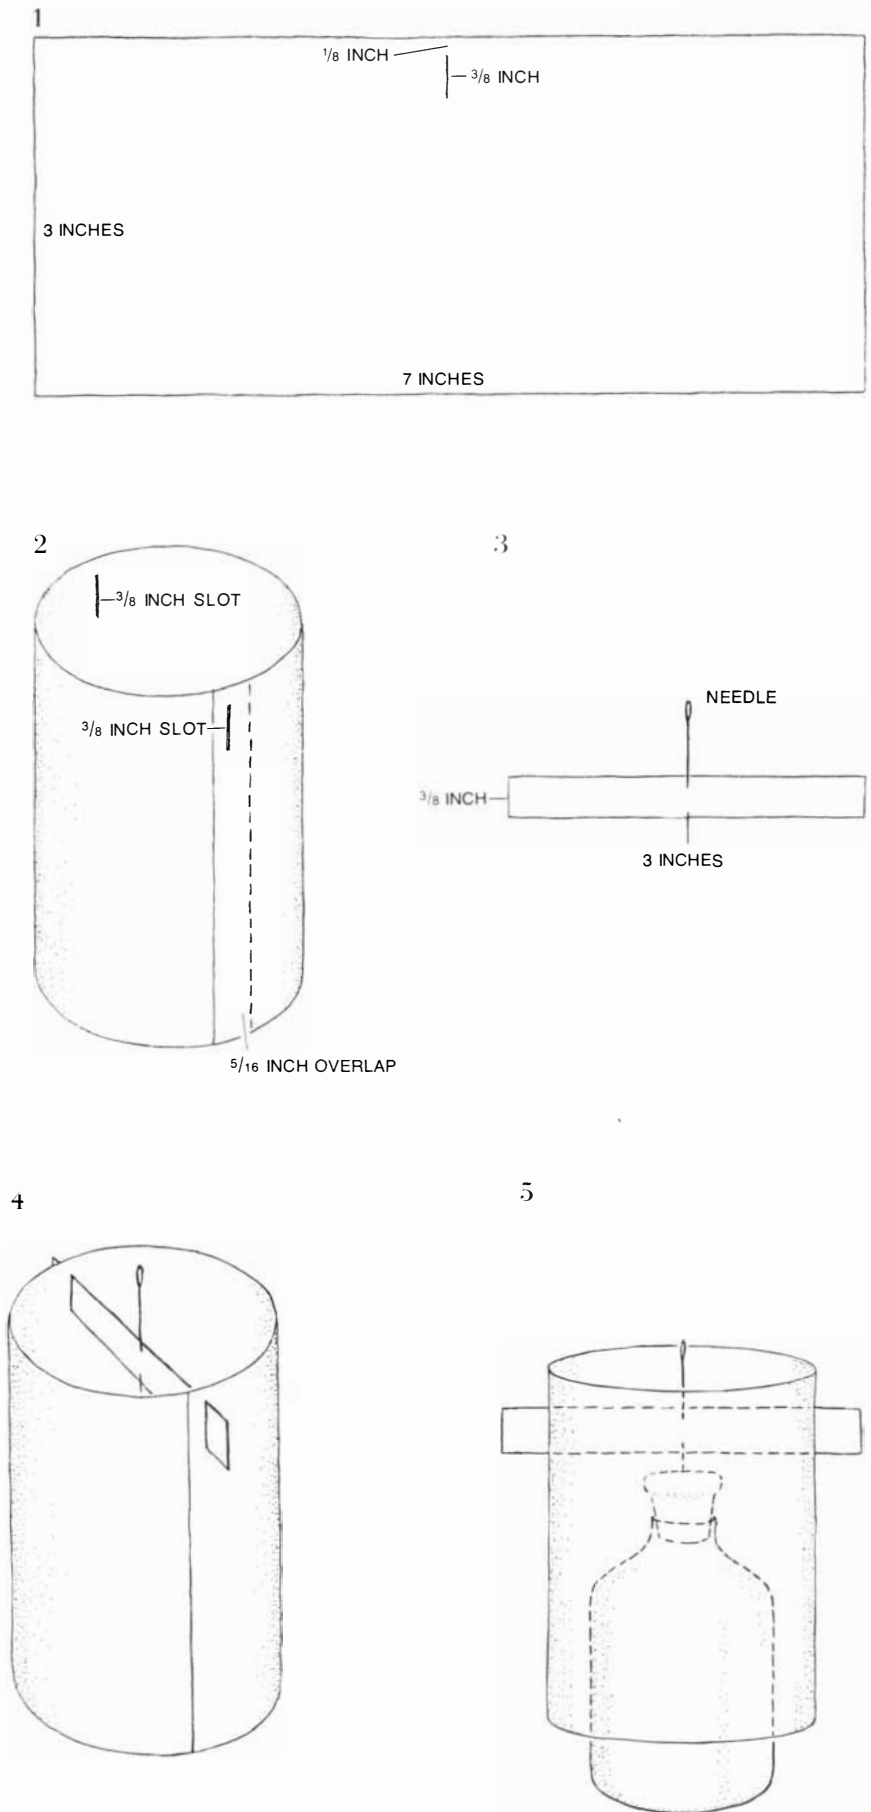 1
1/8 INCH
3/8 INCH
3 INCHES
7 INCHES
2
3/8 INCH SLOT
3/8 INCH SLOT
5/16 INCH OVERLAP
3
NEEDLE
3/8 INCH
3 INCHES
4
5